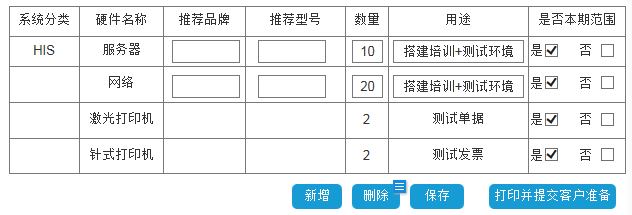 系统分类 硬件名称 推荐品牌 推荐型号 数量 用途 是否本期范围
HIS 服务器 10 搭建培训+测试环境 是 否
网络 20 搭建培训+测试环境 是 否
激光打印机 2 测试单据 是 否
针式打印机 2 测试发票 是 否
新增 删除 保存 打印并提交客户准备